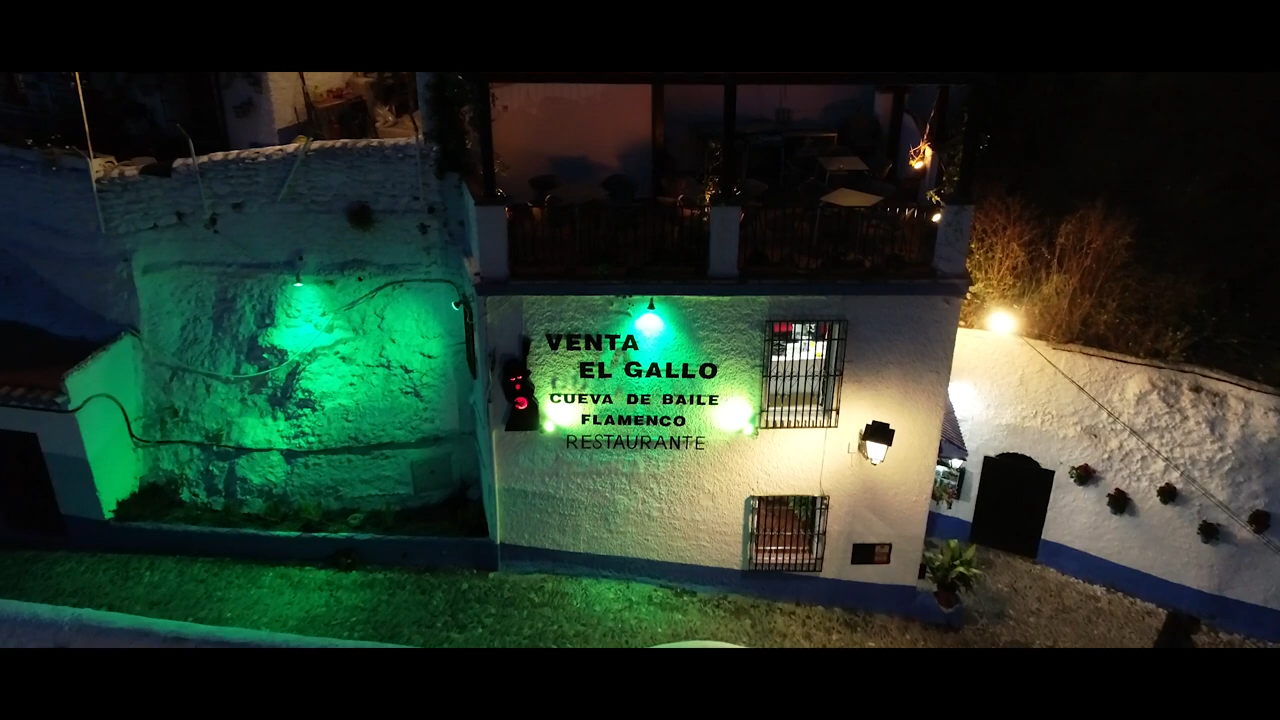 VENTA
EL GALLO
CUEVA DE BAILE
FLAMENCO
RESTAURANTE